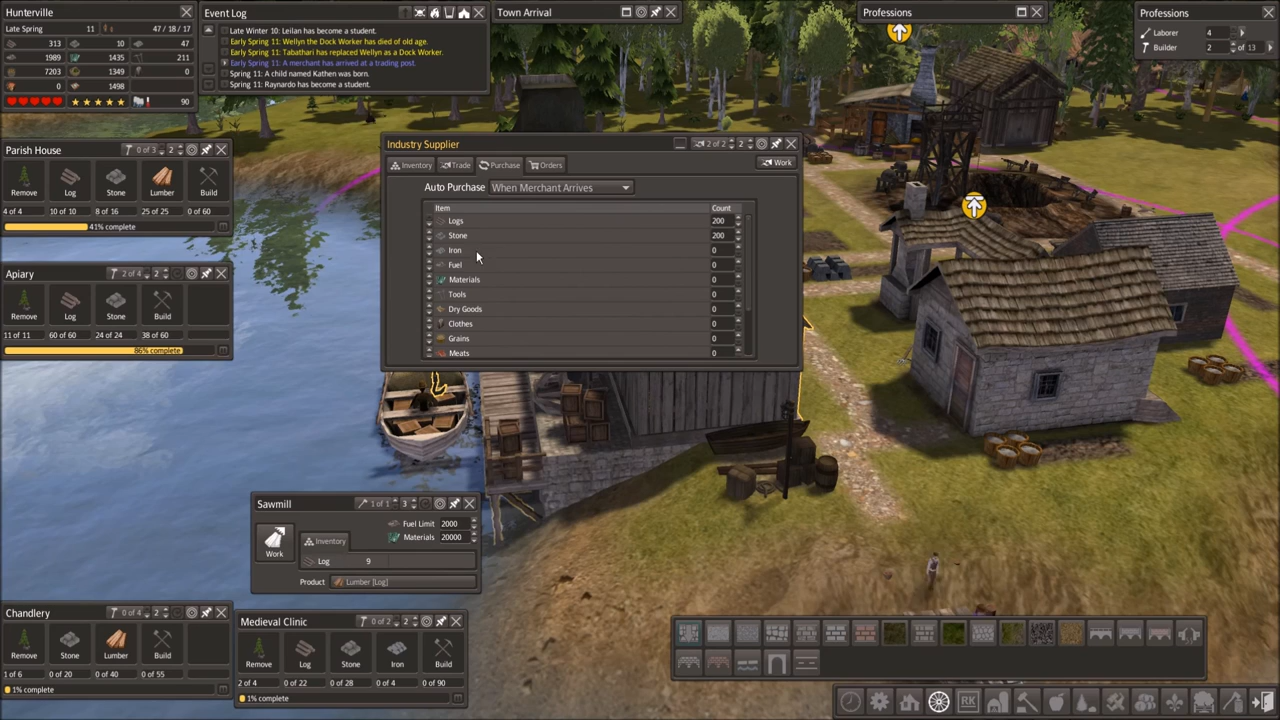 Hunterville
Late Spring 11 47 / 18 / 17
313 10 47
1989 1435 211
7203 1349 0
0 1498
90
Event Log
Late Winter 10: Leilan has become a student.
Early Spring 11: Wellyn the Dock Worker has died of old age.
Early Spring 11: Tabathari has replaced Wellyn as a Dock Worker.
Early Spring 11: A merchant has arrived at a trading post.
Spring 11: A child named Kathen was born.
Spring 11: Raynardo has become a student.
Town Arrival
Professions
Professions
Laborer 4
Builder 2 of 13
Parish House 0 of 3 2
Remove Log Stone Lumber Build
4 of 4 10 of 10 8 of 16 25 of 25 0 of 60
41% complete
Apiary 2 of 4 2
Remove Log Stone Build
11 of 11 60 of 60 24 of 24 38 of 60
86% complete
Industry Supplier 2 of 2 2
Inventory Trade Purchase Orders Work
Auto Purchase When Merchant Arrives
Item Count
Logs 200
Stone 200
Iron 0
Fuel 0
Materials 0
Tools 0
Dry Goods 0
Clothes 0
Grains 0
Meats 0
Sawmill 1 of 1 3
Fuel Limit 2000
Materials 20000
Work Inventory
Log 9
Product Lumber [Log]
Chandlery 0 of 4 2
Remove Stone Lumber Build
1 of 6 0 of 20 0 of 40 0 of 55
1% complete
Medieval Clinic 0 of 2 2
Remove Log Stone Iron Build
2 of 4 0 of 22 0 of 28 0 of 4 0 of 90
1% complete
RK